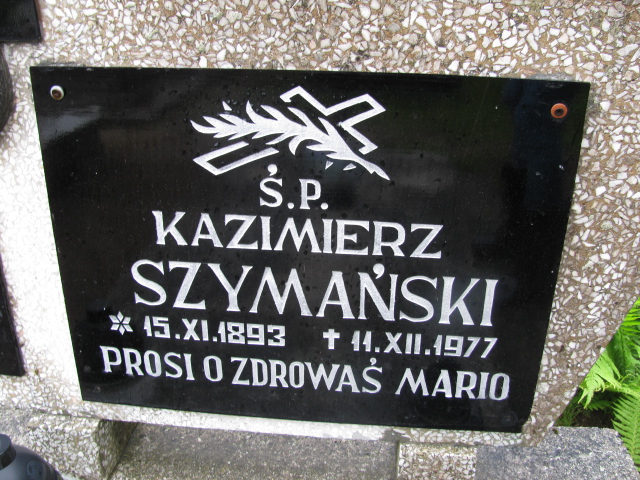 Ś.P.
KAZIMIERZ
SZYMAŃSKI
* 15.XI.1893 ✝ 11.XII.1977
PROSI O ZDROWAŚ MARIO